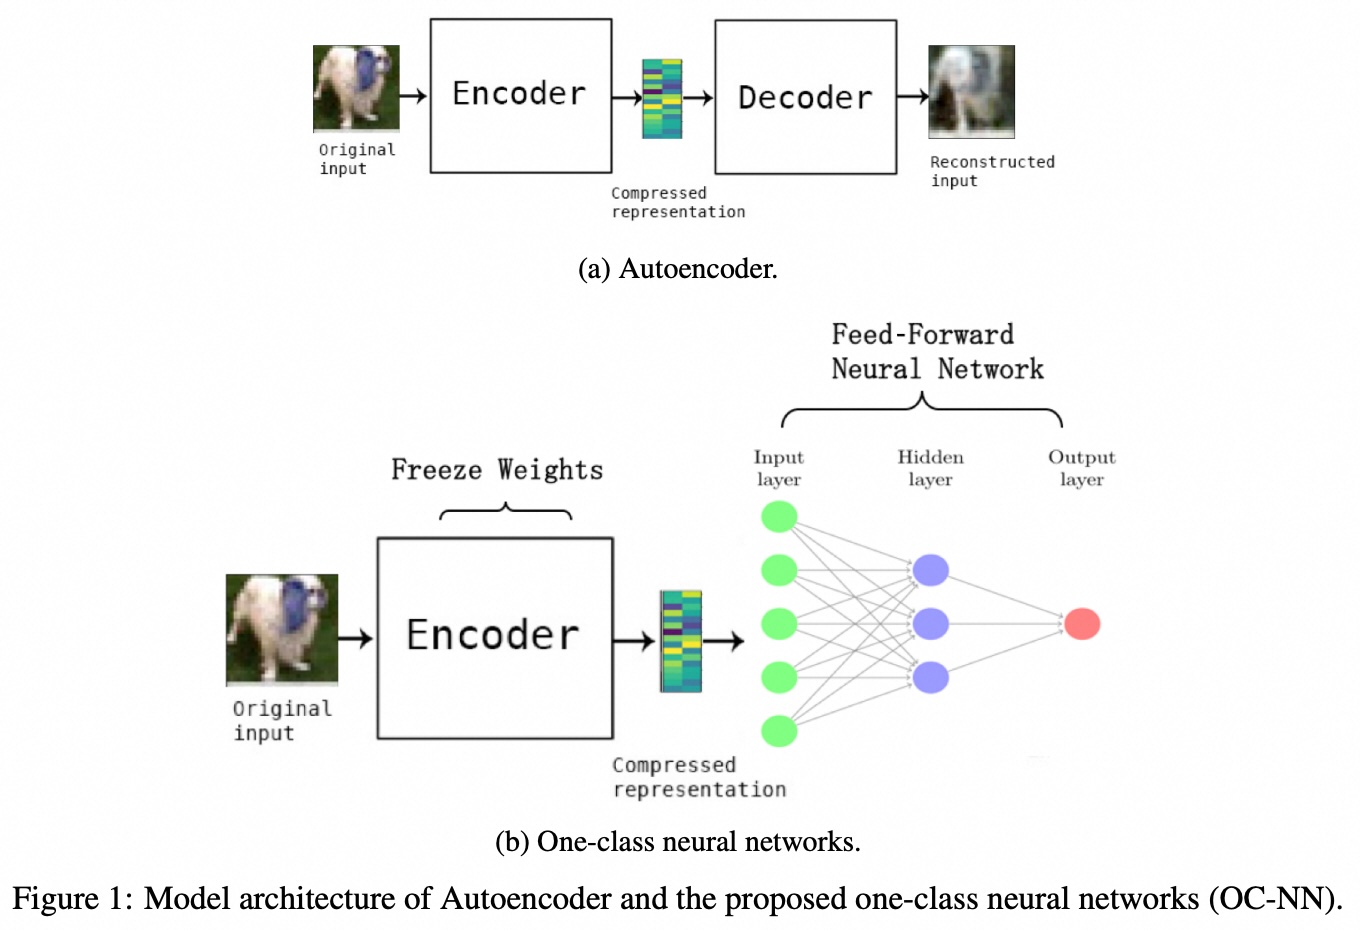 Encoder
Decoder
Original
input
Reconstructed
input
Compressed
representation
(a) Autoencoder.
Feed-Forward
Neural Network
Freeze Weights
Input
layer
Hidden
layer
Output
layer
Encoder
Original
input
Compressed
representation
(b) One-class neural networks.
Figure 1: Model architecture of Autoencoder and the proposed one-class neural networks (OC-NN).